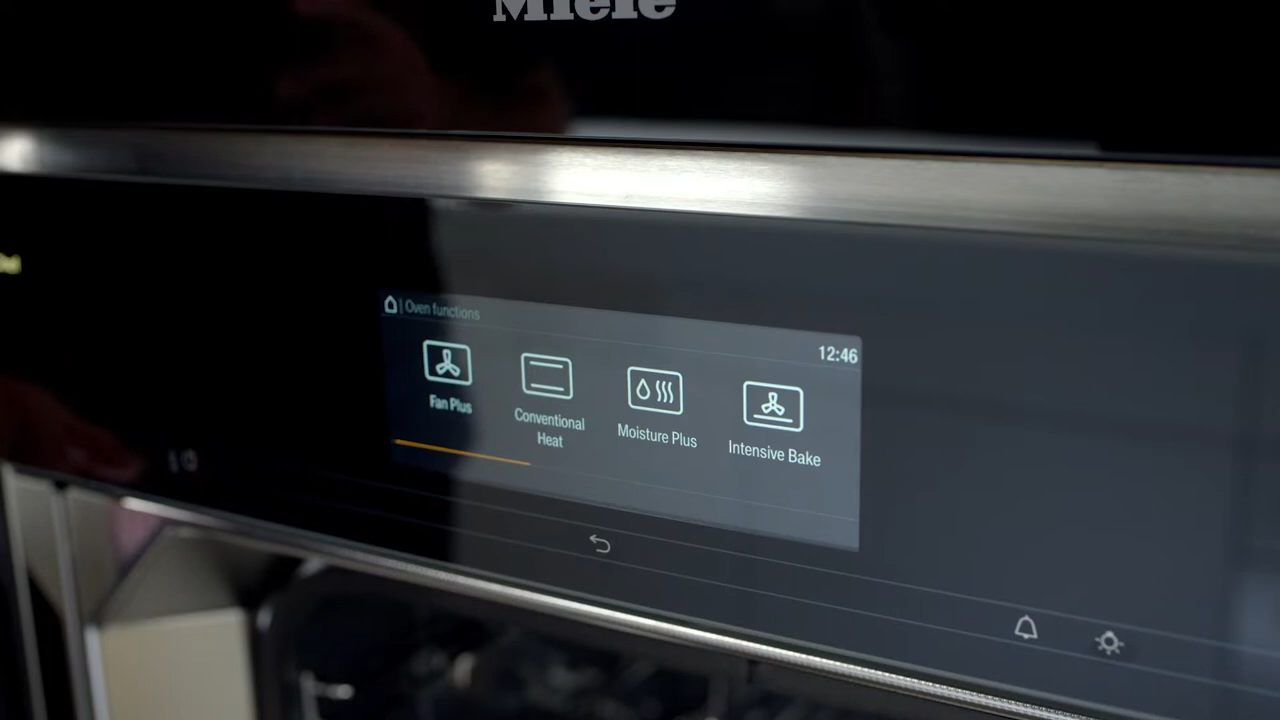 Miele
Oven functions
12:46
Fan Plus
Conventional
Heat
Moisture Plus
Intensive Bake